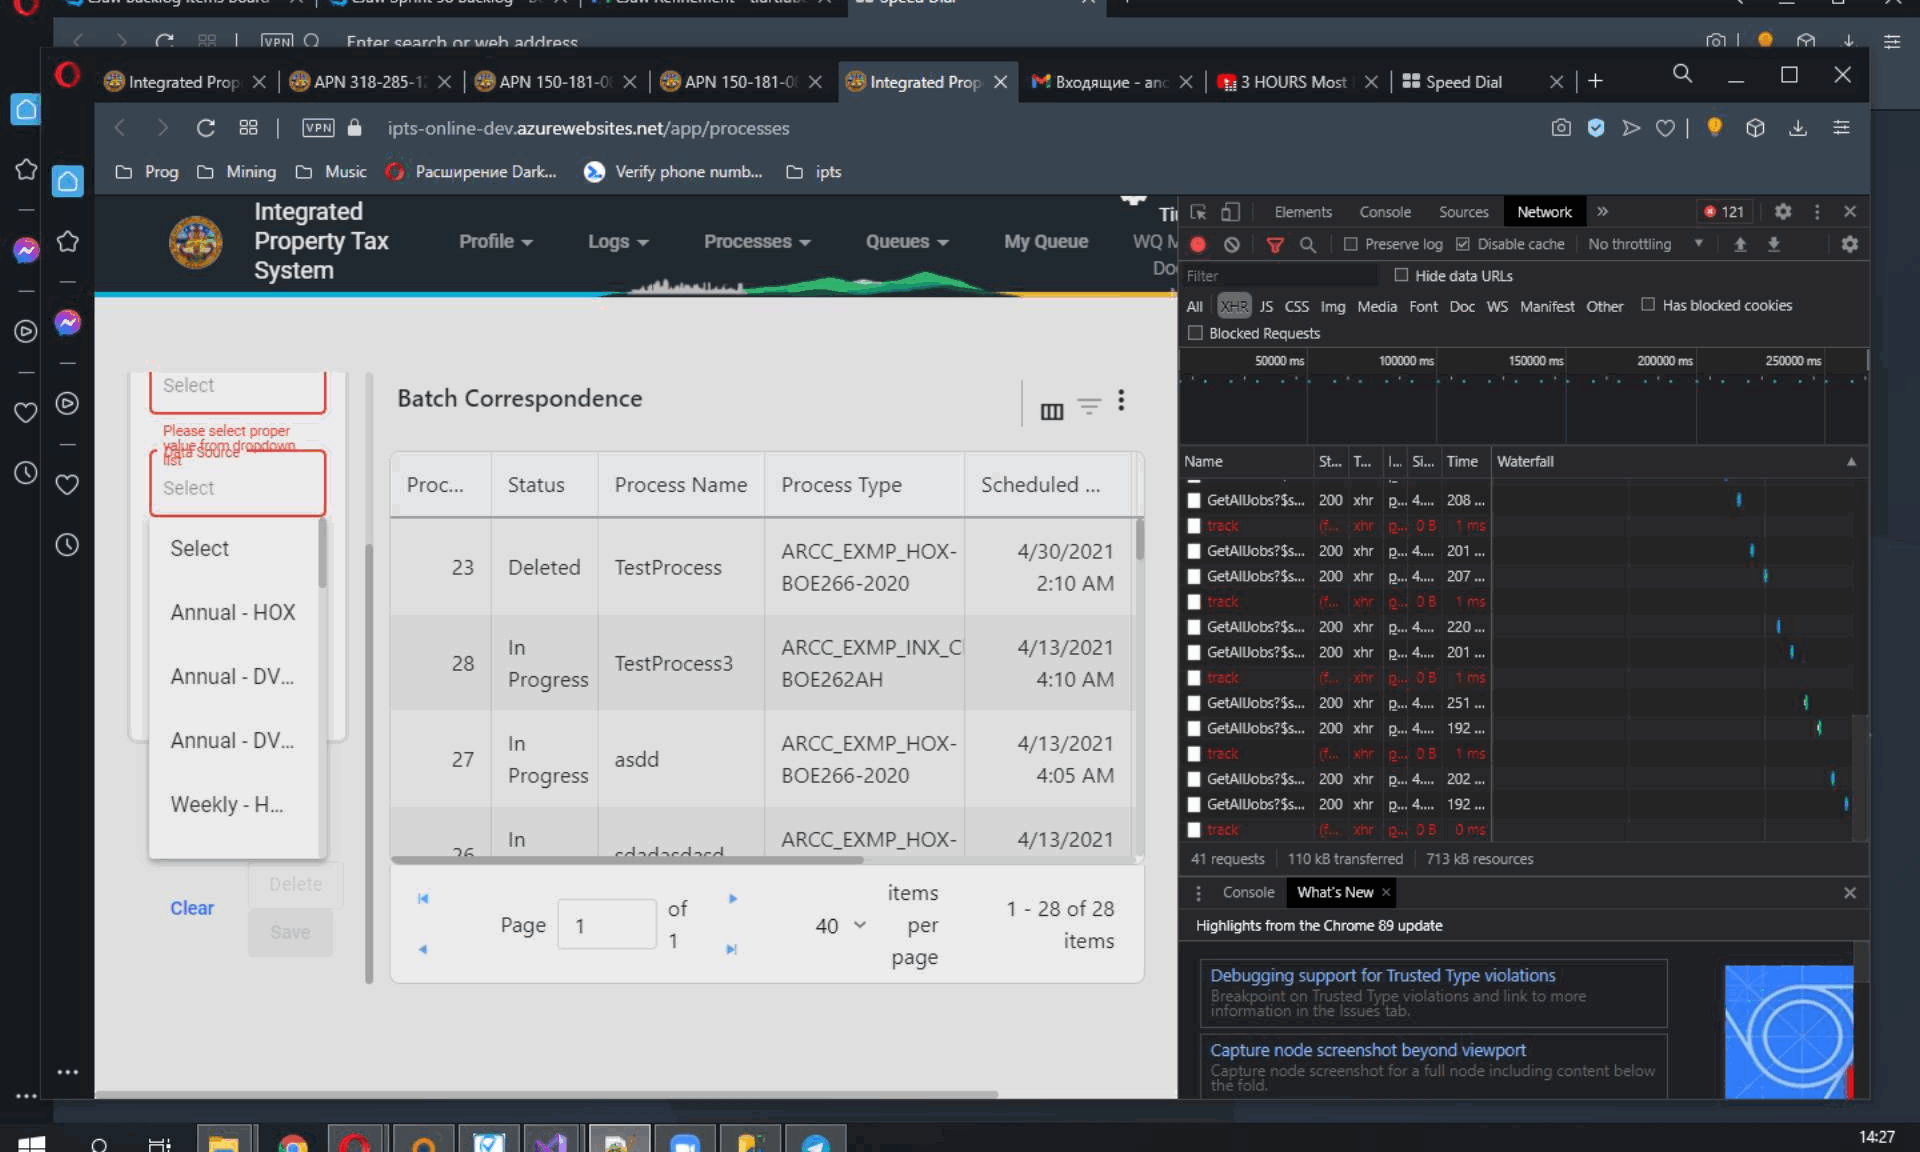 Speed Dial
VPN
Enter search or web address
Integrated Prop
APN 318-285-1
APN 150-181-0
APN 150-181-0
Integrated Prop
Входящие - anc
3 HOURS Most
Speed Dial
VPN
ipts-online-dev.azurewebsites.net/app/processes
Prog
Mining
Music
Расширение Dark...
Verify phone numb...
ipts
Integrated
Property Tax
System
Profile
Logs
Processes
Queues
My Queue
WQ M
Select
Please select proper
value from dropdown
list
Data Source
Select
Select
Annual - HOX
Annual - DV...
Annual - DV...
Weekly - H...
Clear
Delete
Save
Batch Correspondence
Proc...
Status
Process Name
Process Type
Scheduled ...
23
Deleted
TestProcess
ARCC_EXMP_HOX-
BOE266-2020
4/30/2021
2:10 AM
28
In
Progress
TestProcess3
ARCC_EXMP_INX_C
BOE262AH
4/13/2021
4:10 AM
27
In
Progress
asdd
ARCC_EXMP_HOX-
BOE266-2020
4/13/2021
4:05 AM
26
In
sdadasdasd
ARCC_EXMP_HOX-
4/13/2021
Page
1
of
1
40
items
per
page
1 - 28 of 28
items
Elements
Console
Sources
Network
121
Preserve log
Disable cache
No throttling
Filter
Hide data URLs
All
XHR
JS
CSS
Img
Media
Font
Doc
WS
Manifest
Other
Has blocked cookies
Blocked Requests
50000 ms
100000 ms
150000 ms
200000 ms
250000 ms
Name St... T... I... Si... Time Waterfall
GetAllJobs?$s... 200 xhr p... 4.... 208 ...
track (f... xhr p... 0 B 1 ms
GetAllJobs?$s... 200 xhr p... 4.... 201 ...
GetAllJobs?$s... 200 xhr p... 4.... 207 ...
track (f... xhr p... 0 B 1 ms
GetAllJobs?$s... 200 xhr p... 4.... 220 ...
GetAllJobs?$s... 200 xhr p... 4.... 201 ...
track (f... xhr p... 0 B 1 ms
GetAllJobs?$s... 200 xhr p... 4.... 251 ...
GetAllJobs?$s... 200 xhr p... 4.... 192 ...
track (f... xhr p... 0 B 1 ms
GetAllJobs?$s... 200 xhr p... 4.... 202 ...
GetAllJobs?$s... 200 xhr p... 4.... 192 ...
track (f... xhr p... 0 B 0 ms
41 requests
110 kB transferred
713 kB resources
Console
What's New
Highlights from the Chrome 89 update
Debugging support for Trusted Type violations
Breakpoint on Trusted Type violations and link to more
information in the Issues tab.
Capture node screenshot beyond viewport
Capture node screenshot for a full node including content below
the fold.
14:27